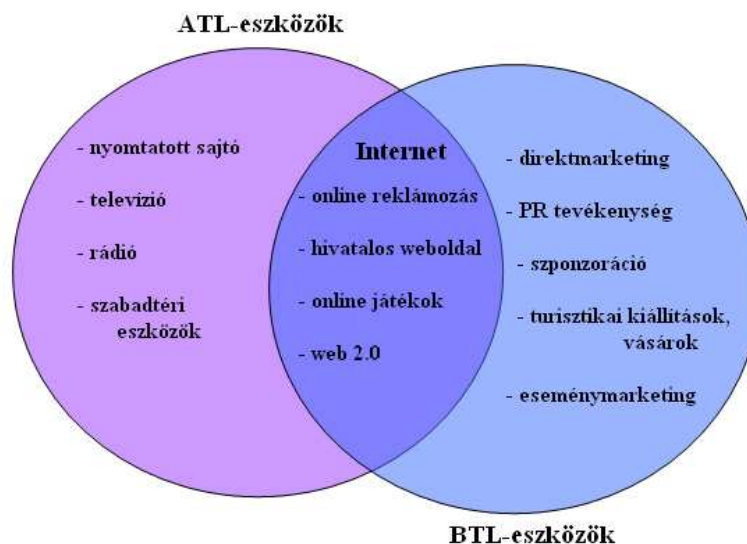 ATL-eszközök
- nyomtatott sajtó
- televízió
- rádió
- szabadtéri
eszközök
Internet
- online reklámozás
- hivatalos weboldal
- online játékok
- web 2.0
- direktmarketing
- PR tevékenység
- szponzoráció
- turisztikai kiállítások,
vásárok
- eseménymarketing
BTL-eszközök